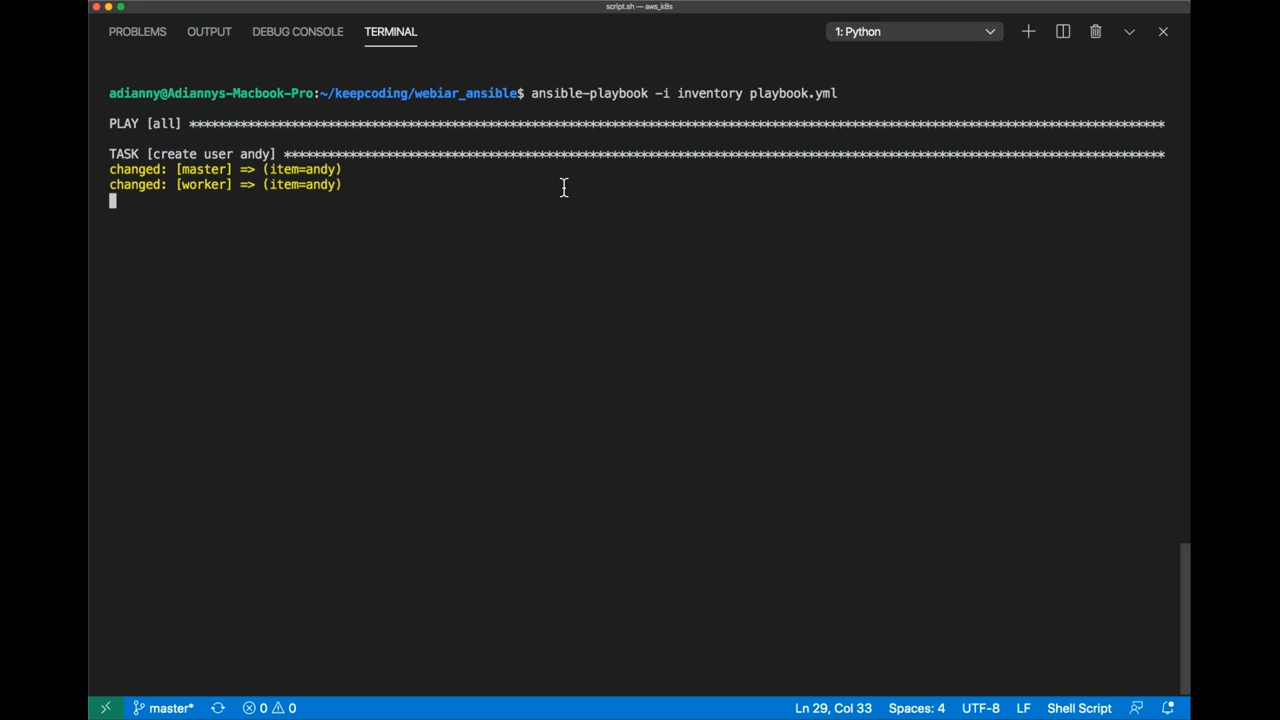 script.sh — aws_k8s
PROBLEMS OUTPUT DEBUG CONSOLE TERMINAL 1: Python
adianny@Adiannys-Macbook-Pro:~/keepcoding/webiar_ansible$ ansible-playbook -i inventory playbook.yml
PLAY [all] ************************************************************************************************************************
TASK [create user andy] ************************************************************************************************************
changed: [master] => (item=andy)
changed: [worker] => (item=andy)
master* 0 0 Ln 29, Col 33 Spaces: 4 UTF-8 LF Shell Script